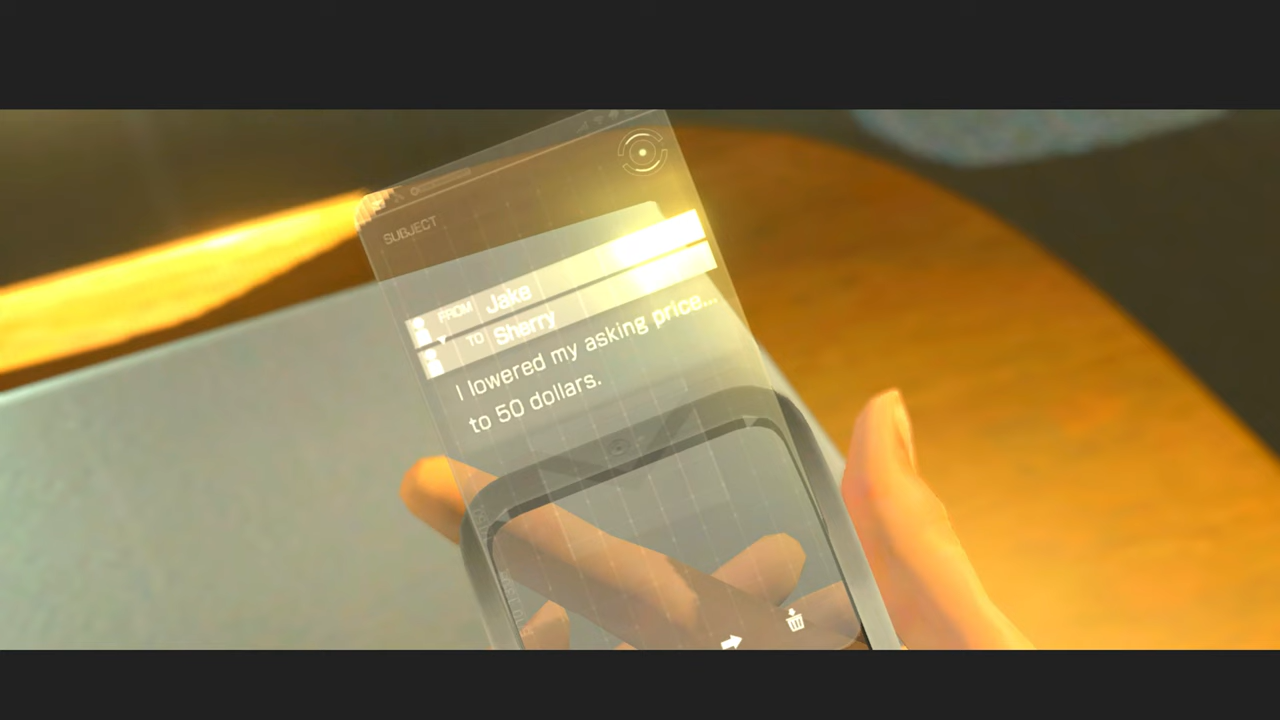 SUBJECT
FROM Jake
TO Sherry
I lowered my asking price...
to 50 dollars.